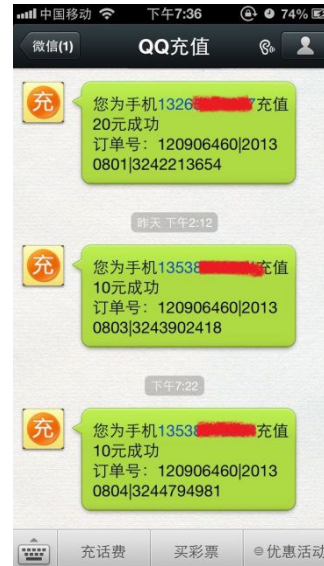 中国移动 下午7:36 74%
微信(1) QQ充值
充
您为手机1326 7充值
20元成功
订单号：120906460|2013
0801|3242213654
昨天 下午2:12
充
您为手机13538 充值
10元成功
订单号：120906460|2013
0803|3243902418
下午7:22
充
您为手机13538 充值
10元成功
订单号：120906460|2013
0804|3244794981
充话费 买彩票 优惠活动